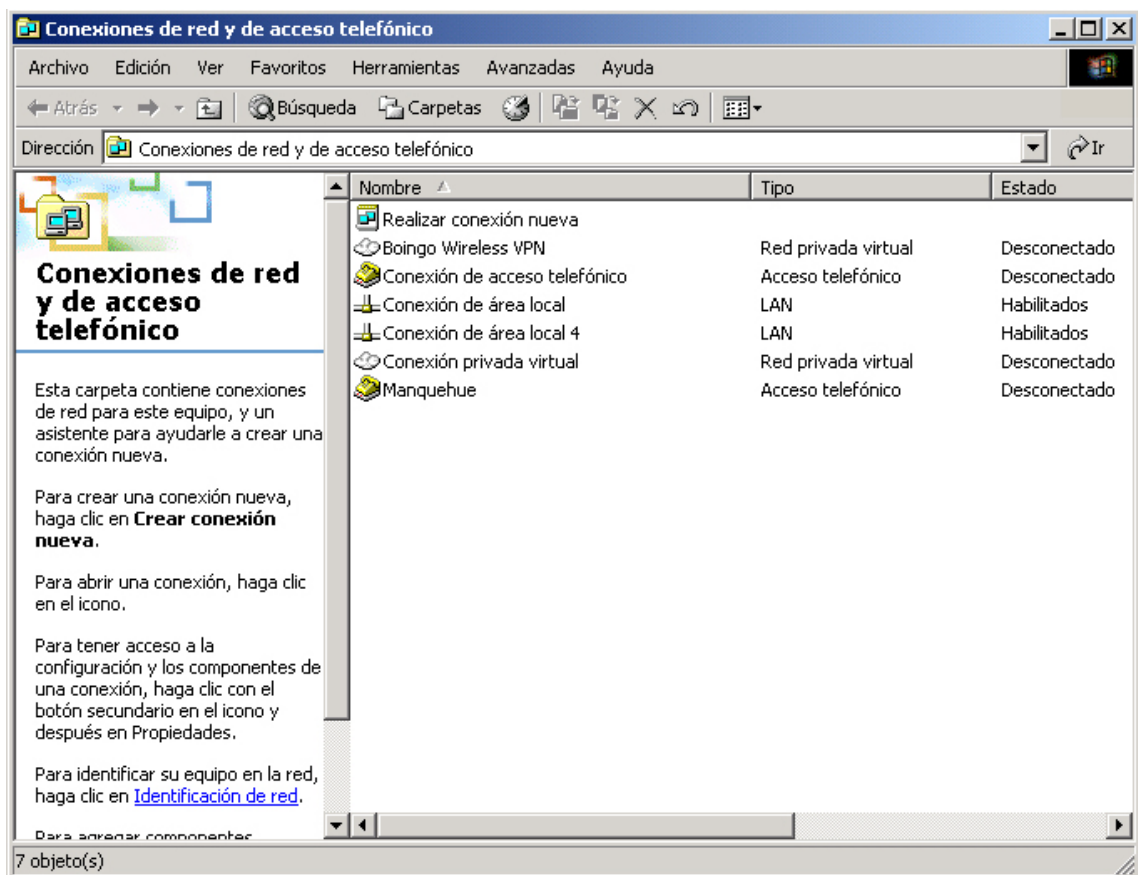 Conexiones de red y de acceso telefónico
Archivo Edición Ver Favoritos Herramientas Avanzadas Ayuda
Atrás Búsqueda Carpetas
Dirección Conexiones de red y de acceso telefónico Ir
Conexiones de red
y de acceso
telefónico
Esta carpeta contiene conexiones
de red para este equipo, y un
asistente para ayudarle a crear una
conexión nueva.
Para crear una conexión nueva,
haga clic en Crear conexión
nueva.
Para abrir una conexión, haga clic
en el icono.
Para tener acceso a la
configuración y los componentes de
una conexión, haga clic con el
botón secundario en el icono y
después en Propiedades.
Para identificar su equipo en la red,
haga clic en Identificación de red.
Para agregar componentes
Nombre Tipo Estado
Realizar conexión nueva
Boingo Wireless VPN Red privada virtual Desconectado
Conexión de acceso telefónico Acceso telefónico Desconectado
Conexión de área local LAN Habilitados
Conexión de área local 4 LAN Habilitados
Conexión privada virtual Red privada virtual Desconectado
Manquehue Acceso telefónico Desconectado
7 objeto(s)